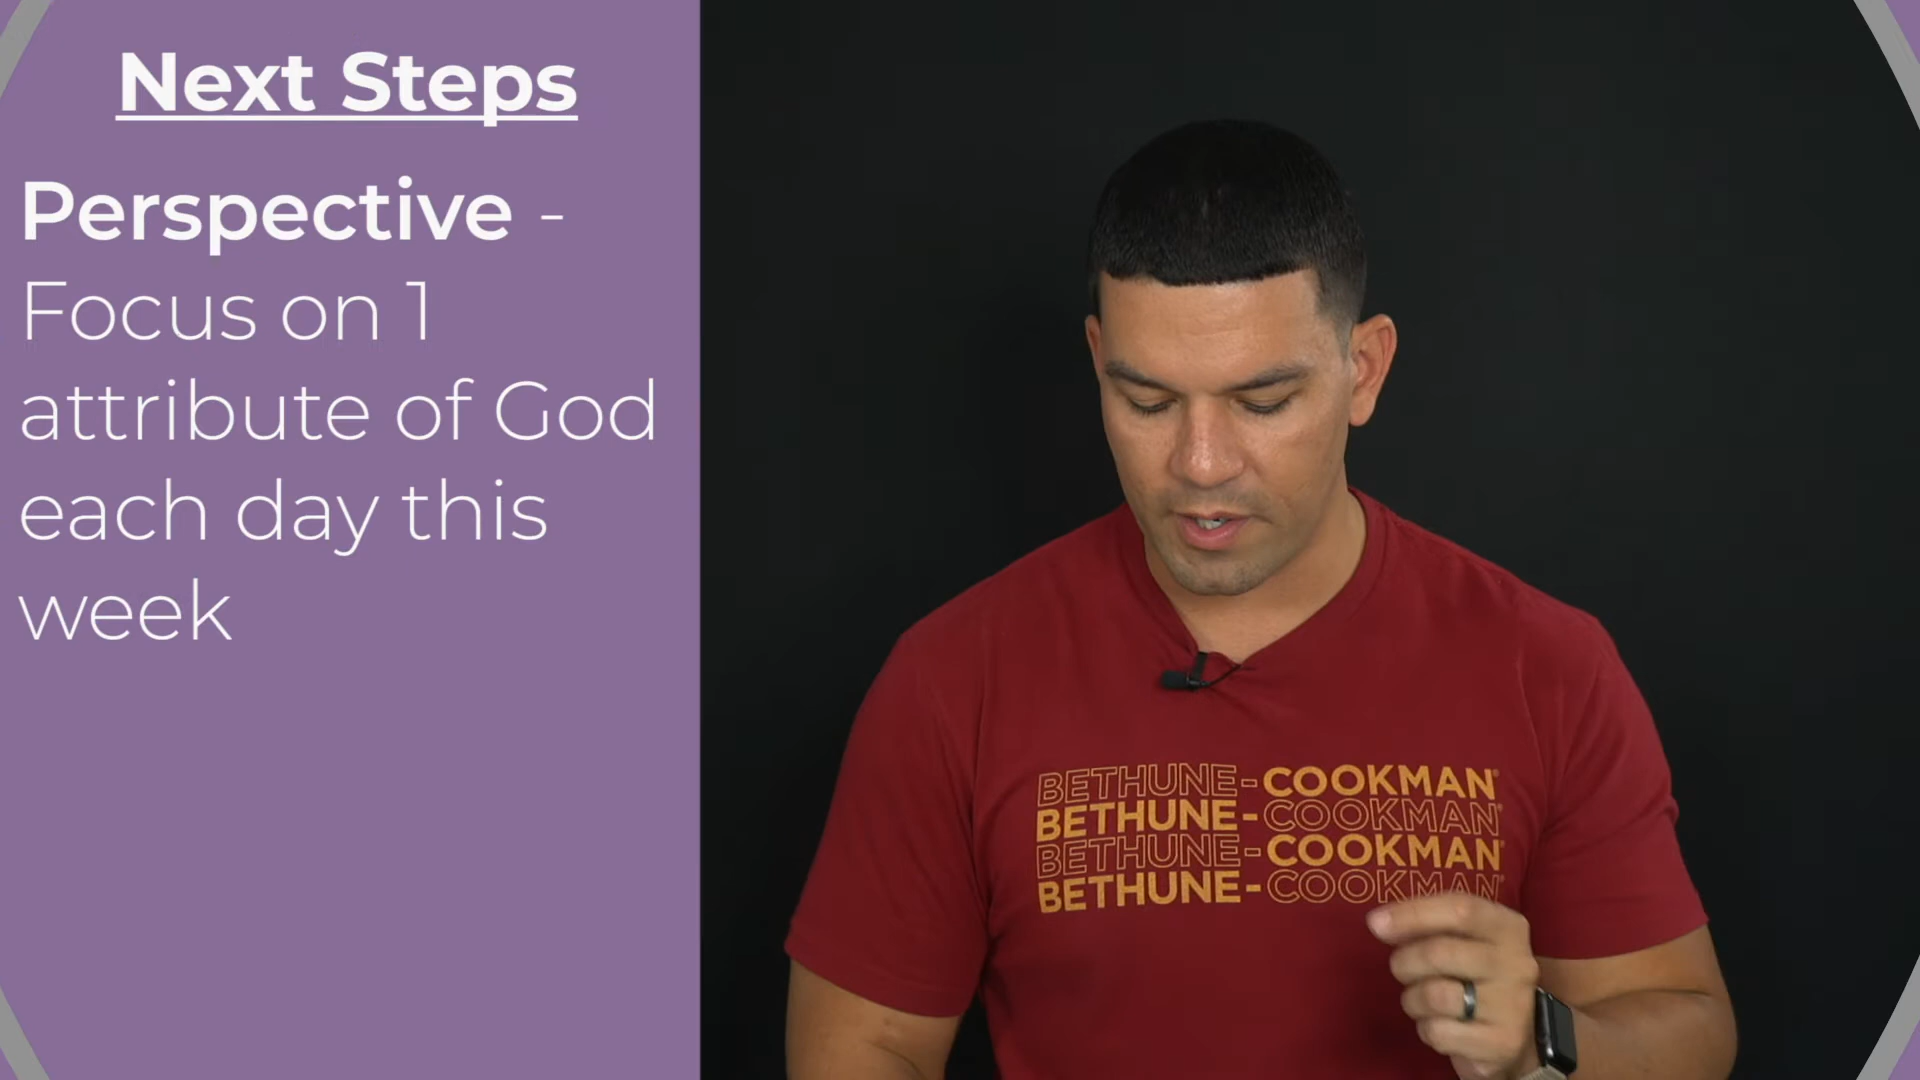 Next Steps
Perspective -
Focus on 1
attribute of God
each day this
week
BETHUNE-COOKMAN
BETHUNE-COOKMAN
BETHUNE-COOKMAN
BETHUNE-COOKMAN